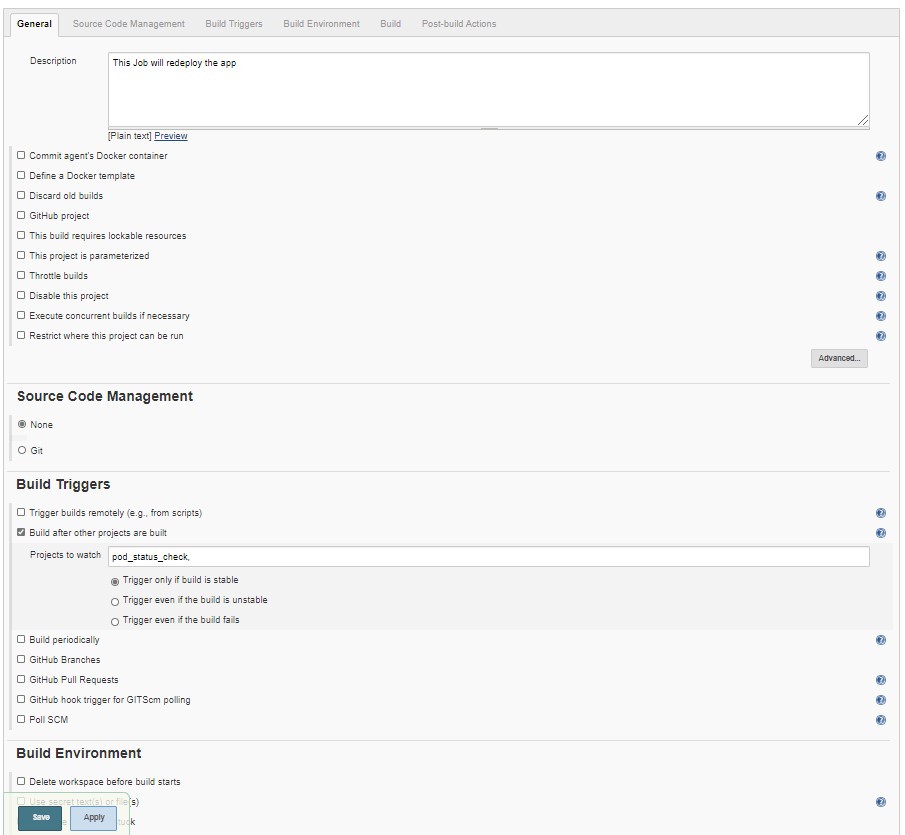 General Source Code Management Build Triggers Build Environment Build Post-build Actions
Description
This Job will redeploy the app
[Plain text] Preview
Commit agent's Docker container
Define a Docker template
Discard old builds
GitHub project
This build requires lockable resources
This project is parameterized
Throttle builds
Disable this project
Execute concurrent builds if necessary
Restrict where this project can be run
Advanced...
Source Code Management
None
Git
Build Triggers
Trigger builds remotely (e.g., from scripts)
Build after other projects are built
Projects to watch pod_status_check,
Trigger only if build is stable
Trigger even if the build is unstable
Trigger even if the build fails
Build periodically
GitHub Branches
GitHub Pull Requests
GitHub hook trigger for GITScm polling
Poll SCM
Build Environment
Delete workspace before build starts
Use secret text(s) or file(s)
Save Apply